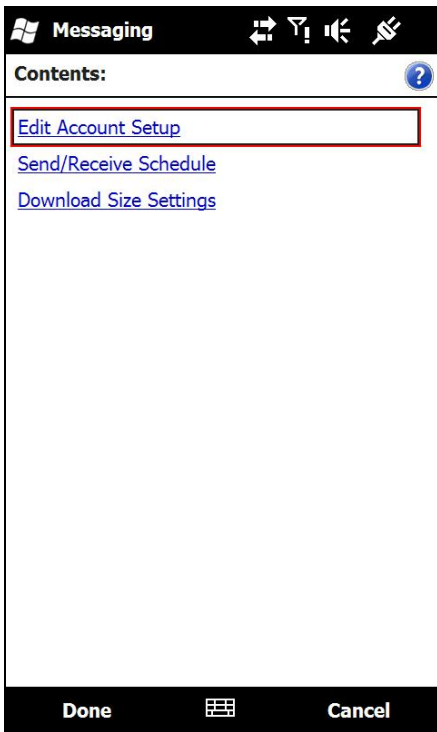 Messaging
Contents:
Edit Account Setup
Send/Receive Schedule
Download Size Settings
Done Cancel